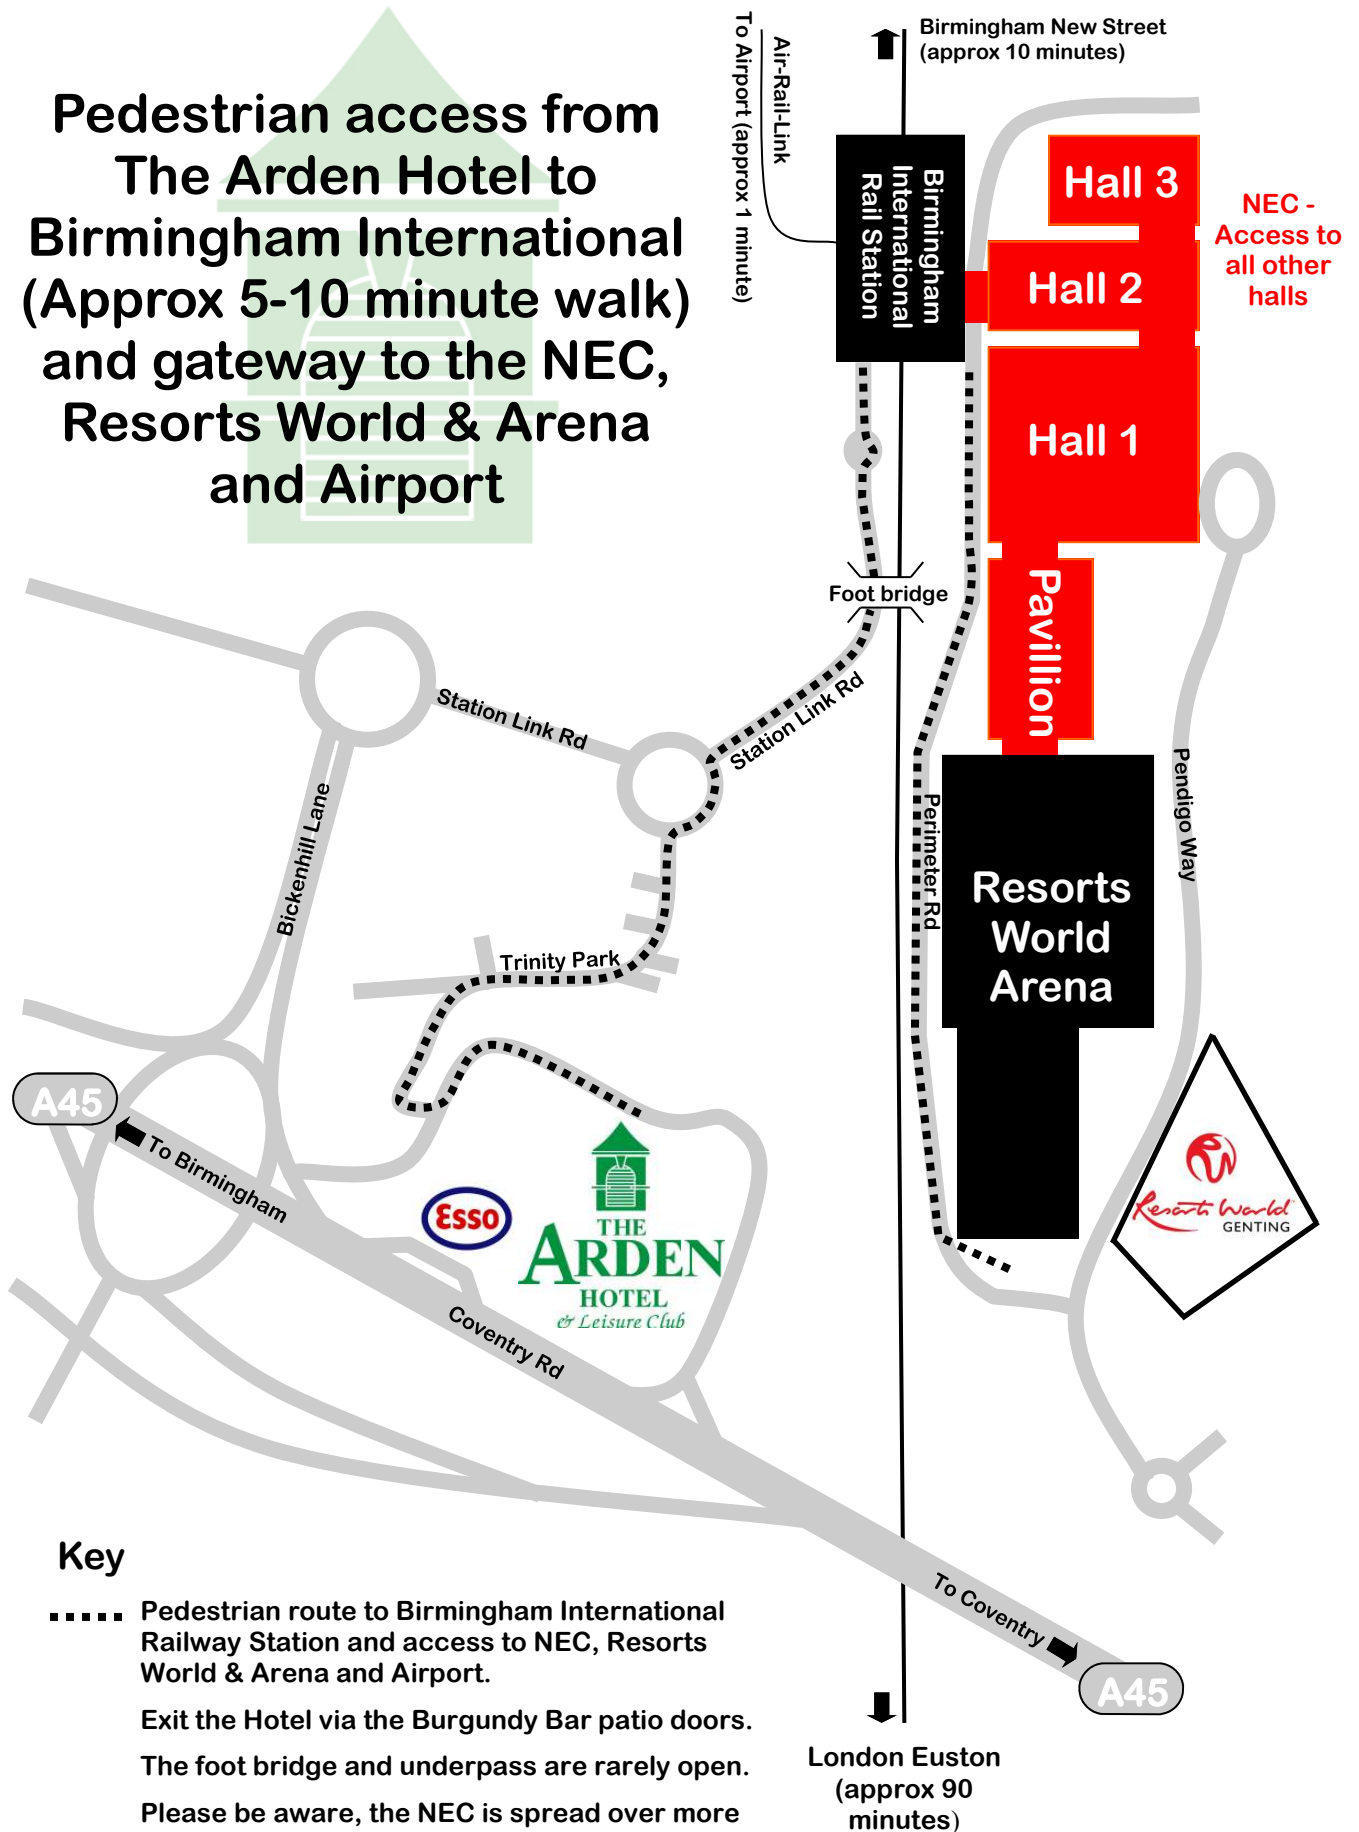 Pedestrian access from
The Arden Hotel to
Birmingham International
(Approx 5-10 minute walk)
and gateway to the NEC,
Resorts World & Arena
and Airport
Air-Rail-Link
To Airport (approx 1 minute)
Birmingham New Street
(approx 10 minutes)
Birmingham
International
Rail Station
Hall 3
Hall 2
Hall 1
NEC -
Access to
all other
halls
Foot bridge
Pavillion
Station Link Rd
Station Link Rd
Bickenhill Lane
Perimeter Rd
Pendigo Way
Resorts
World
Arena
Trinity Park
A45
To Birmingham
Esso
THE
ARDEN
HOTEL
& Leisure Club
Resorts World
GENTING
Coventry Rd
To Coventry
A45
Key
Pedestrian route to Birmingham International
Railway Station and access to NEC, Resorts
World & Arena and Airport.
Exit the Hotel via the Burgundy Bar patio doors.
The foot bridge and underpass are rarely open.
Please be aware, the NEC is spread over more
London Euston
(approx 90
minutes)